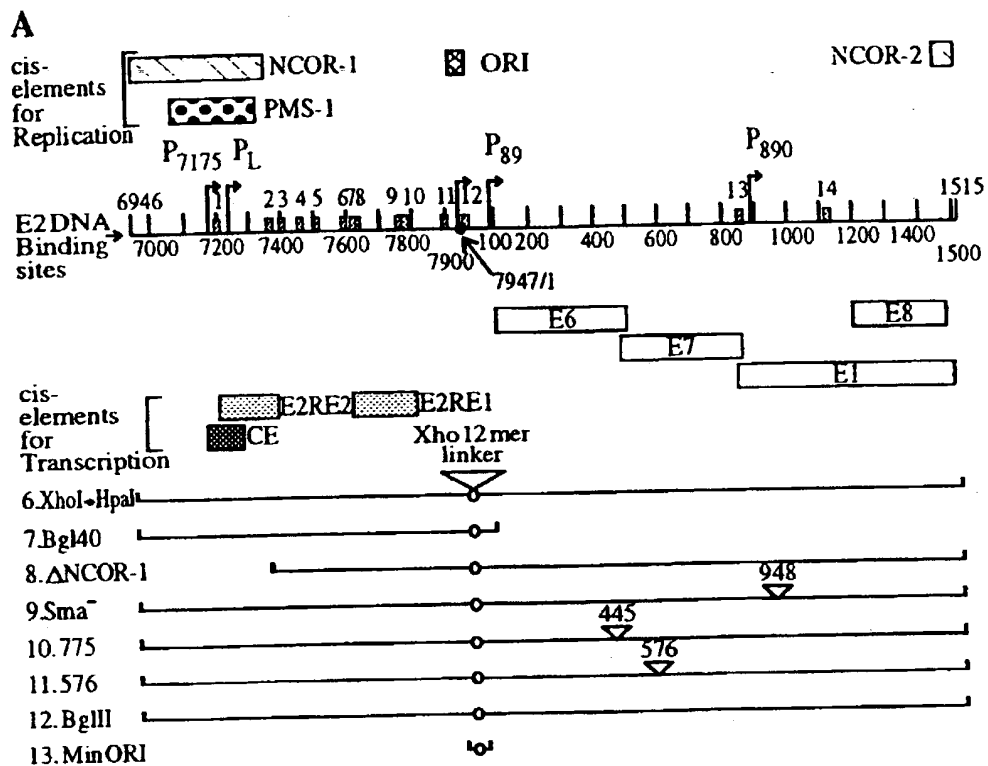 A
cis-
elements
for
Replication
NCOR-1
ORI
NCOR-2
PMS-1
P7175 PL P89 P890
6946 1 2 3 4 5 6 7 8 9 10 11 12 13 14 1515
E2 DNA
Binding
sites
7000 7200 7400 7600 7800 100 200 400 600 800 1000 1200 1400
7900 1500
7947/1
E6 E8
E7
E1
cis-
elements
for
Transcription
E2RE2 E2RE1
CE
Xho 12 mer
linker
6.XhoI↔HpaI
7.Bgl40
8.ΔNCOR-1
948
9.Sma⁻
445
10.775
576
11.576
12.BglII
13.MinORI